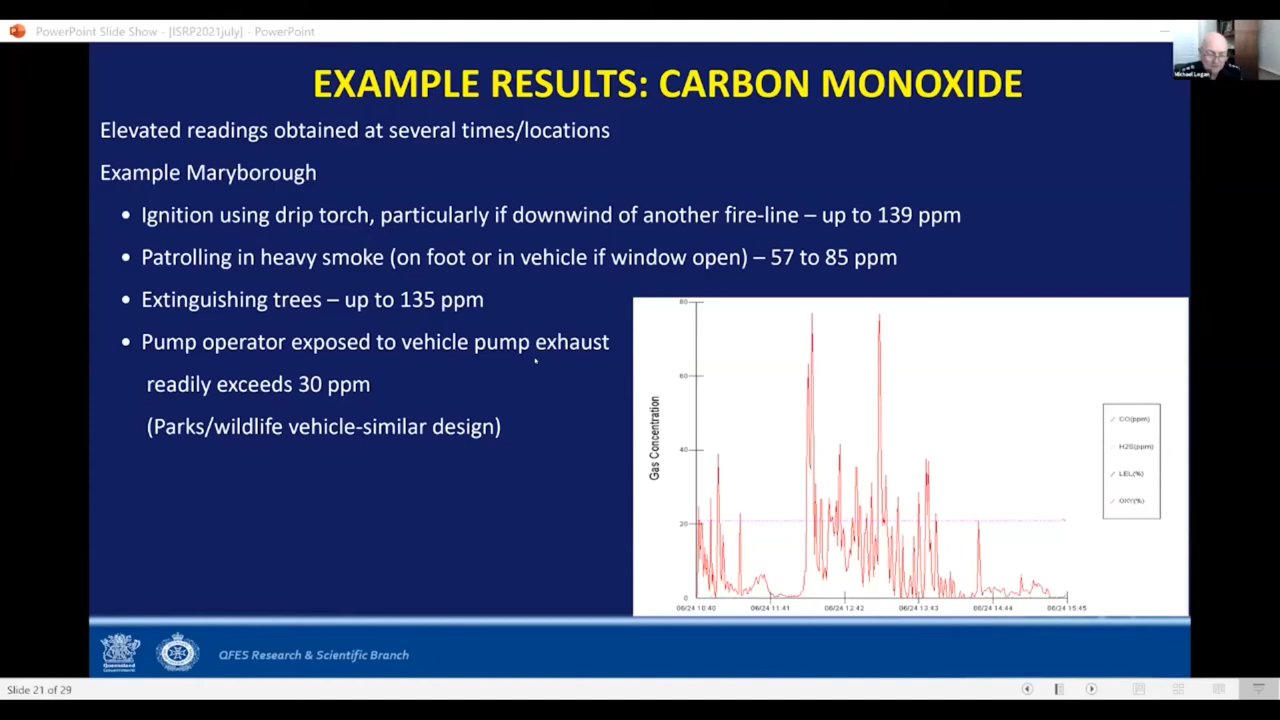 PowerPoint Slide Show - [ISRP2021july] - PowerPoint
Michael Logan
EXAMPLE RESULTS: CARBON MONOXIDE
Elevated readings obtained at several times/locations
Example Maryborough
• Ignition using drip torch, particularly if downwind of another fire-line – up to 139 ppm
• Patrolling in heavy smoke (on foot or in vehicle if window open) – 57 to 85 ppm
• Extinguishing trees – up to 135 ppm
• Pump operator exposed to vehicle pump exhaust
readily exceeds 30 ppm
(Parks/wildlife vehicle-similar design)
Gas Concentration
80
60
40
20
0
06/24 10:40 06/24 11:41 06/24 12:42 06/24 13:43 06/24 14:44 06/24 15:45
CO(ppm)
H2S(ppm)
LEL(%)
OXY(%)
Queensland
Government
QFES Research & Scientific Branch
Slide 21 of 29